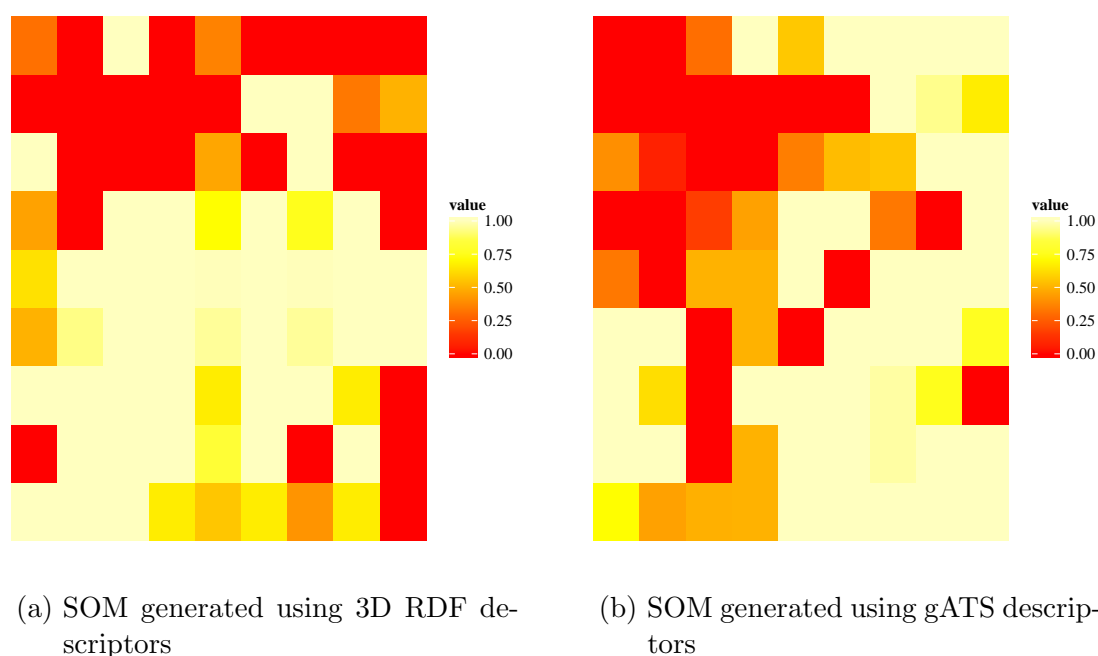 value
1.00
0.75
0.50
0.25
0.00
value
1.00
0.75
0.50
0.25
0.00
(a) SOM generated using 3D RDF de-
scriptors
(b) SOM generated using gATS descrip-
tors